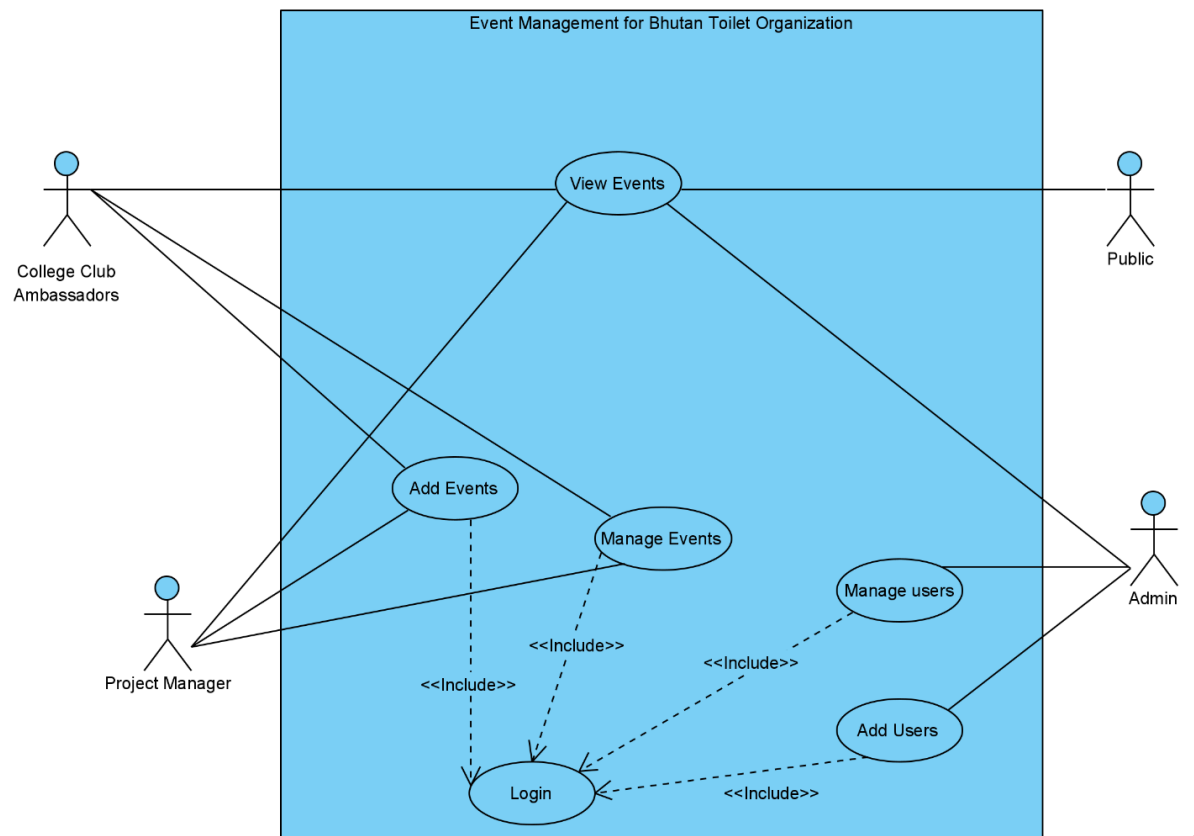 Event Management for Bhutan Toilet Organization
View Events
College Club
Ambassadors
Public
Add Events
Manage Events
Manage users
Admin
<<Include>>
<<Include>>
<<Include>>
Project Manager
Add Users
Login
<<Include>>